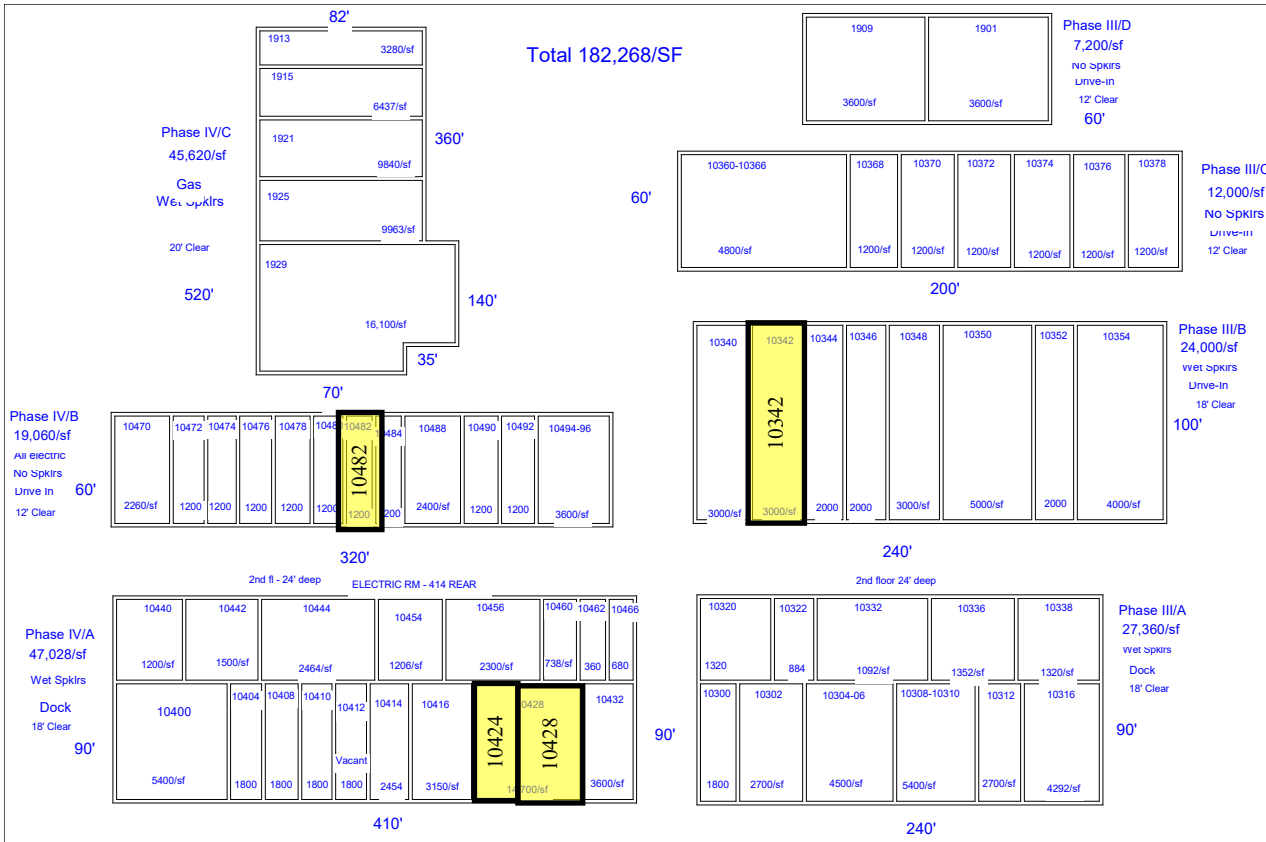 82'
Total 182,268/SF
1913
3280/sf
1915
6437/sf
1921
9840/sf
1925
9963/sf
1929
16,100/sf
Phase IV/C
45,620/sf
Gas
Wet Spklrs
20' Clear
360'
520'
140'
35'
70'
1909
3600/sf
1901
3600/sf
Phase III/D
7,200/sf
No Spklrs
Drive-In
12' Clear
60'
60'
10360-10366
4800/sf
10368
1200/sf
10370
1200/sf
10372
1200/sf
10374
1200/sf
10376
1200/sf
10378
1200/sf
Phase III/C
12,000/sf
No Spklrs
Drive-In
12' Clear
200'
10340
3000/sf
10342
10342
3000/sf
10344
2000
10346
2000
10348
3000/sf
10350
5000/sf
10352
2000
10354
4000/sf
Phase III/B
24,000/sf
Wet Spklrs
Drive-In
18' Clear
100'
240'
Phase IV/B
19,060/sf
All electric
No Spklrs
Drive In
12' Clear
60'
10470
2260/sf
10472
1200
10474
1200
10476
1200
10478
1200
1200
10482
10482
1200
2400/sf
10488
10490
1200
10492
1200
10494-96
3600/sf
320'
2nd fl - 24' deep
ELECTRIC RM - 414 REAR
Phase IV/A
47,028/sf
Wet Spklrs
Dock
18' Clear
90'
10440
1200/sf
10442
1500/sf
10444
2464/sf
10454
1206/sf
10456
2300/sf
10460
738/sf
10462
360
10466
680
10400
5400/sf
10404
1800
10408
1800
10410
1800
10412
Vacant
1800
10414
2454
10416
3150/sf
10424
10428
10432
3600/sf
90'
410'
2nd floor 24' deep
10320
1320
10322
884
10332
1092/sf
10336
1352/sf
10338
1320/sf
10300
1800
10302
2700/sf
10304-06
4500/sf
10308-10310
5400/sf
10312
2700/sf
10316
4292/sf
Phase III/A
27,360/sf
Wet Spklrs
Dock
18' Clear
90'
240'